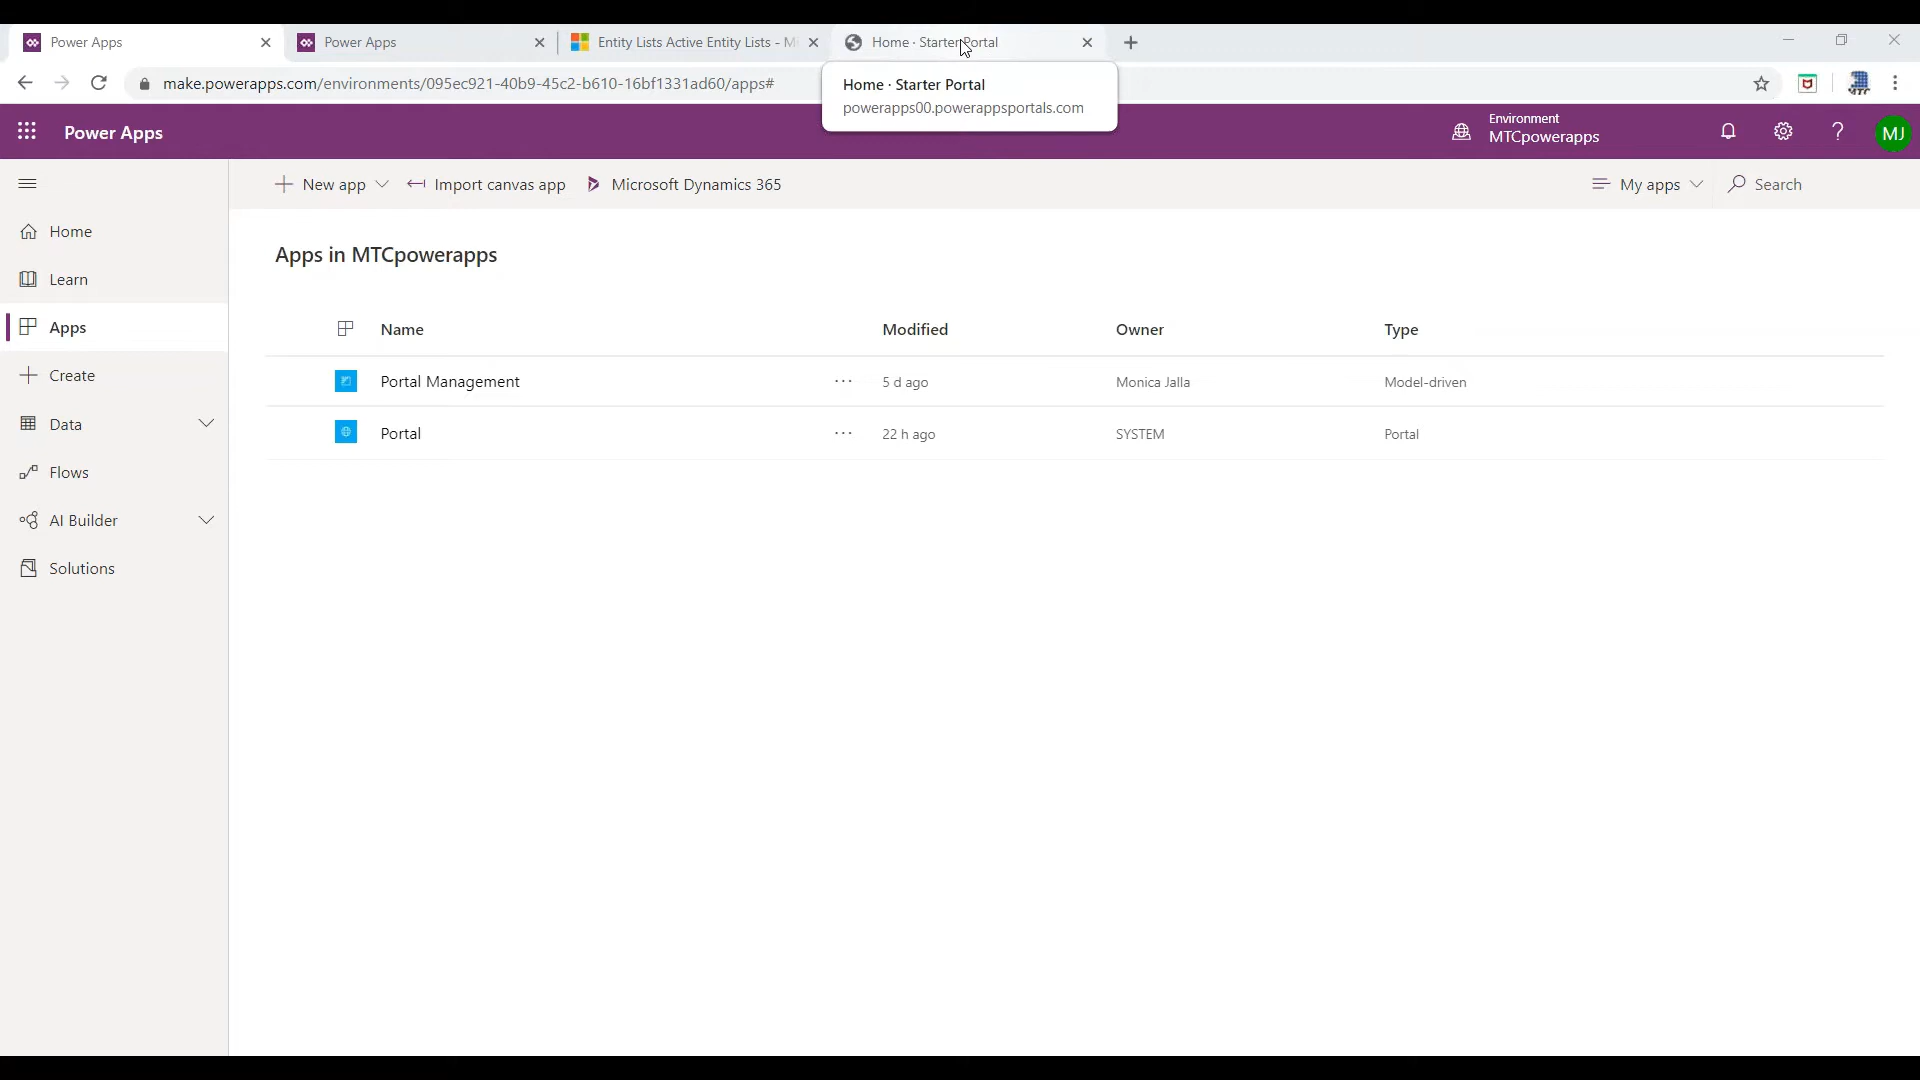 Power Apps
Power Apps
Entity Lists Active Entity Lists - M
Home · Starter Portal
make.powerapps.com/environments/095ec921-40b9-45c2-b610-16bf1331ad60/apps#
Home · Starter Portal
powerapps00.powerappsportals.com
Power Apps
Environment
MTCpowerapps
?
MJ
New app
Import canvas app
Microsoft Dynamics 365
My apps
Search
Home
Learn
Apps
Create
Data
Flows
AI Builder
Solutions
Apps in MTCpowerapps
Name Modified Owner Type
Portal Management ... 5 d ago Monica Jalla Model-driven
Portal ... 22 h ago SYSTEM Portal